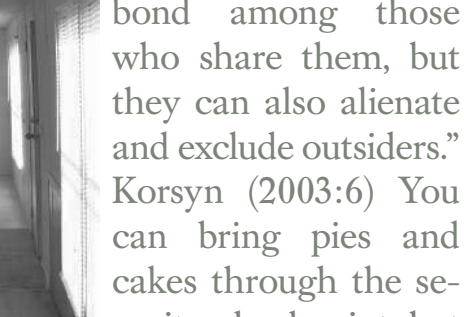 bond among those
who share them, but
they can also alienate
and exclude outsiders.”
Korsyn (2003:6) You
can bring pies and
cakes through the se-